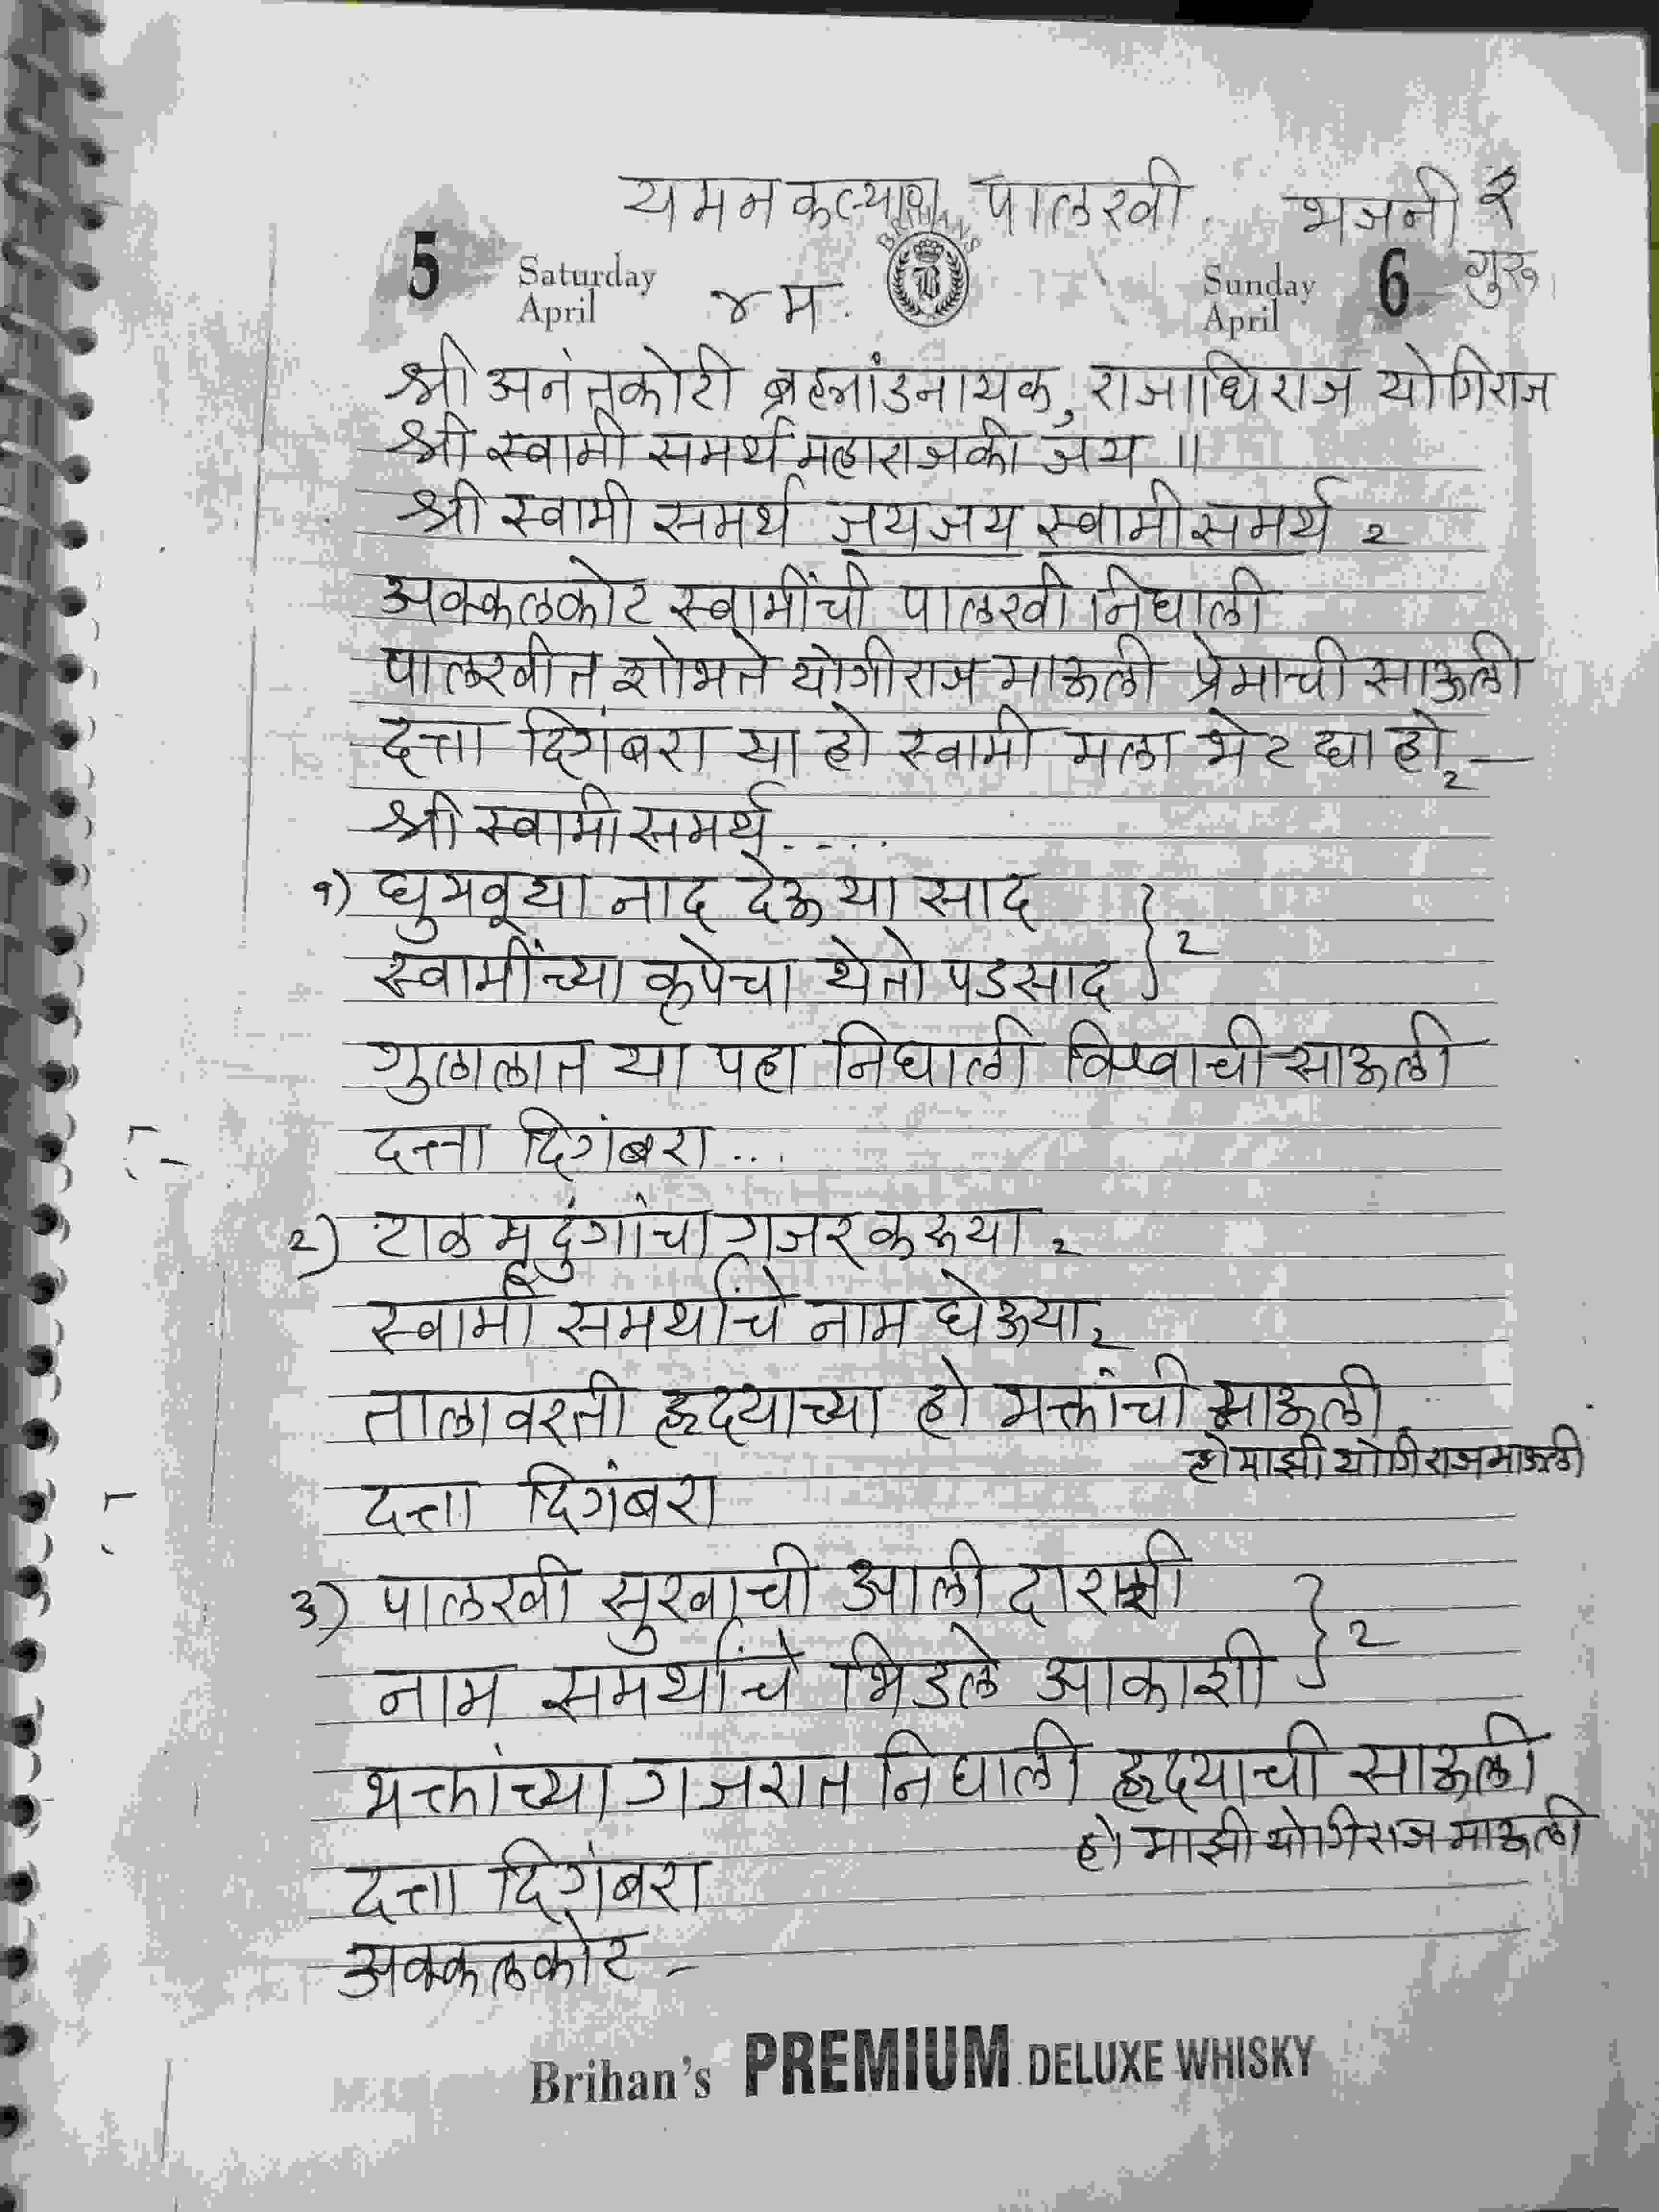 यमन कल्याण पालखी. भजनी २
5 Saturday April ४ म. BRIHANS B Sunday April 6 गुरु
श्री अनंतकोटी ब्रह्मांडनायक, राजाधिराज योगिराज
श्री स्वामी समर्थ महाराजकी जय ॥
श्री स्वामी समर्थ जयजय स्वामीसमर्थ २
अक्कलकोट स्वामींची पालखी निघाली
पालखीत शोभते योगीराज माऊली प्रेमाची साऊली
दत्ता दिगंबरा या हो स्वामी मला भेट द्या हो २ —
श्री स्वामी समर्थ ....
१) घुमवूया नाद देऊया साद
स्वामींच्या कृपेचा येतो पडसाद } २
गुलालात या पहा निघाली विश्वाची साऊली
दत्ता दिगंबरा ...
२) टाळ मृदुंगांचा गजर करूया २
स्वामी समर्थांचे नाम घेऊया २
तालावरती हृदयाच्या हो भक्तांची साऊली
हो माझी योगिराज माऊली
दत्ता दिगंबरा
३) पालखी सुखाची आली दाराशी
नाम समर्थांचे भिडले आकाशी } २
भक्तांच्या गजरात निघाली हृदयाची साऊली
हो माझी योगिराज माऊली
दत्ता दिगंबरा
अक्कलकोट –
Brihan's PREMIUM DELUXE WHISKY